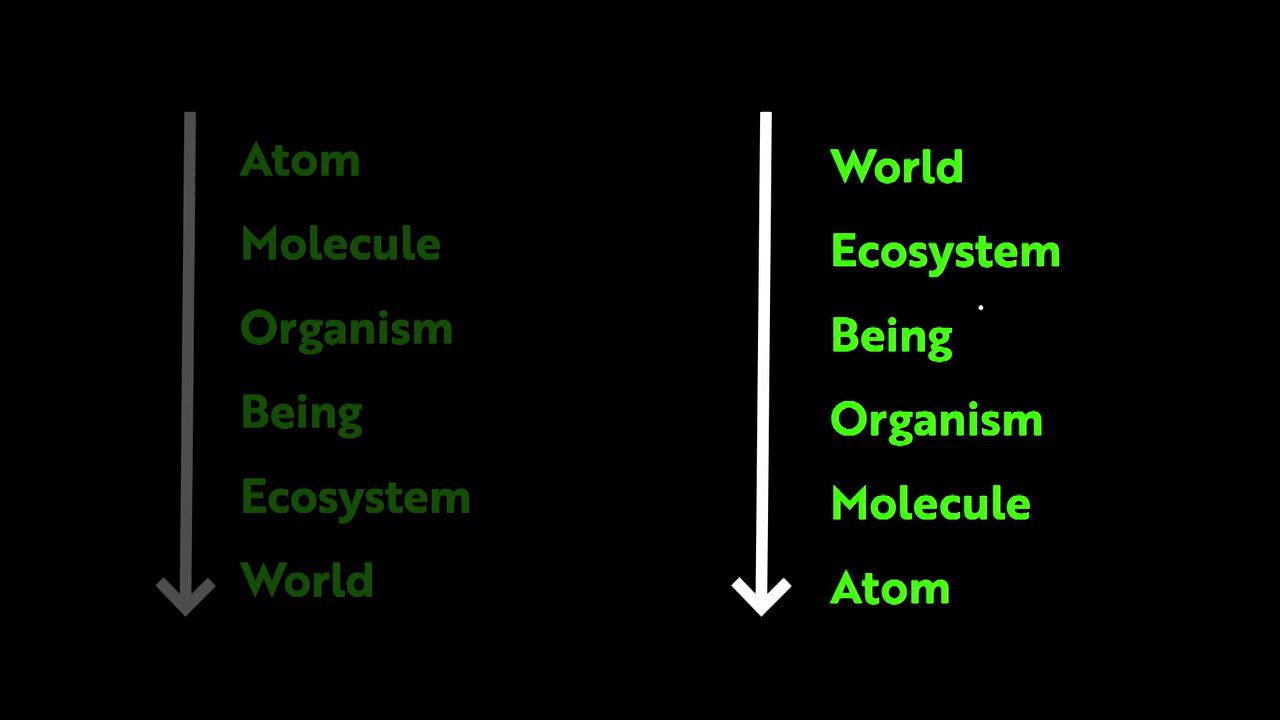 Atom
Molecule
Organism
Being
Ecosystem
World
World
Ecosystem
Being
Organism
Molecule
Atom